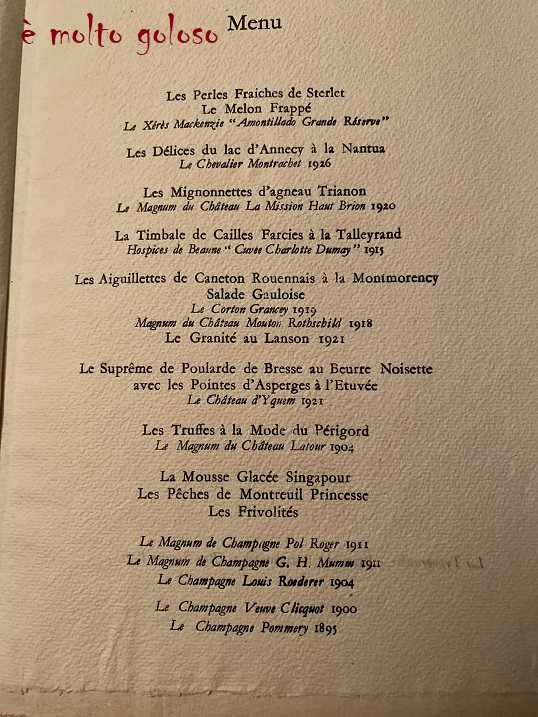 è molto goloso
Menu
Les Perles Fraîches de Sterlet
Le Melon Frappé
Le Xérès Mackenzie "Amontillado Grande Réserve"
Les Délices du lac d'Annecy à la Nantua
Le Chevalier Montrachet 1926
Les Mignonnettes d'agneau Trianon
Le Magnum du Château La Mission Haut Brion 1920
La Timbale de Cailles Farcies à la Talleyrand
Hospices de Beaune "Cuvée Charlotte Dumay" 1915
Les Aiguillettes de Caneton Rouennais à la Montmorency
Salade Gauloise
Le Corton Grancey 1919
Magnum du Château Mouton Rothschild 1918
Le Granité au Lanson 1921
Le Suprême de Poularde de Bresse au Beurre Noisette
avec les Pointes d'Asperges à l'Etuvée
Le Château d'Yquem 1921
Les Truffes à la Mode du Périgord
Le Magnum du Château Latour 1904
La Mousse Glacée Singapour
Les Pêches de Montreuil Princesse
Les Frivolités
Le Magnum de Champagne Pol Roger 1911
Le Magnum de Champagne G. H. Mumm 1911
Le Champagne Louis Roederer 1904
Le Champagne Veuve Clicquot 1900
Le Champagne Pommery 1895